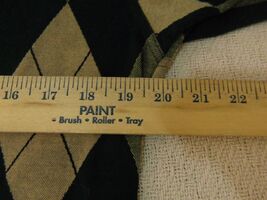 16 17 18 19 20 21 22
PAINT
• Brush • Roller • Tray